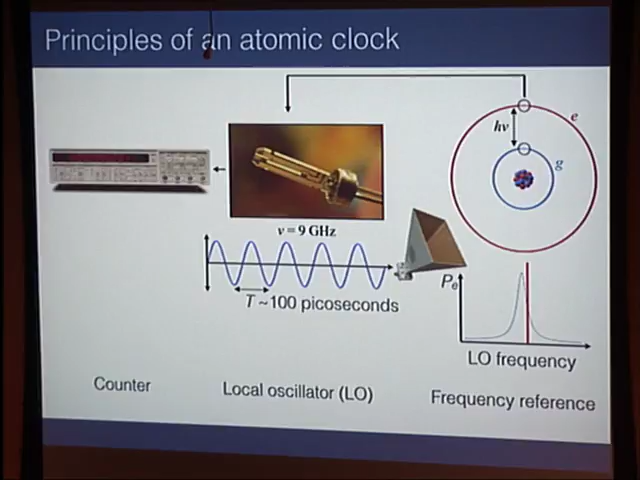 Principles of an atomic clock
hν
e
g
ν = 9 GHz
T ~100 picoseconds
Pe
LO frequency
Counter
Local oscillator (LO)
Frequency reference